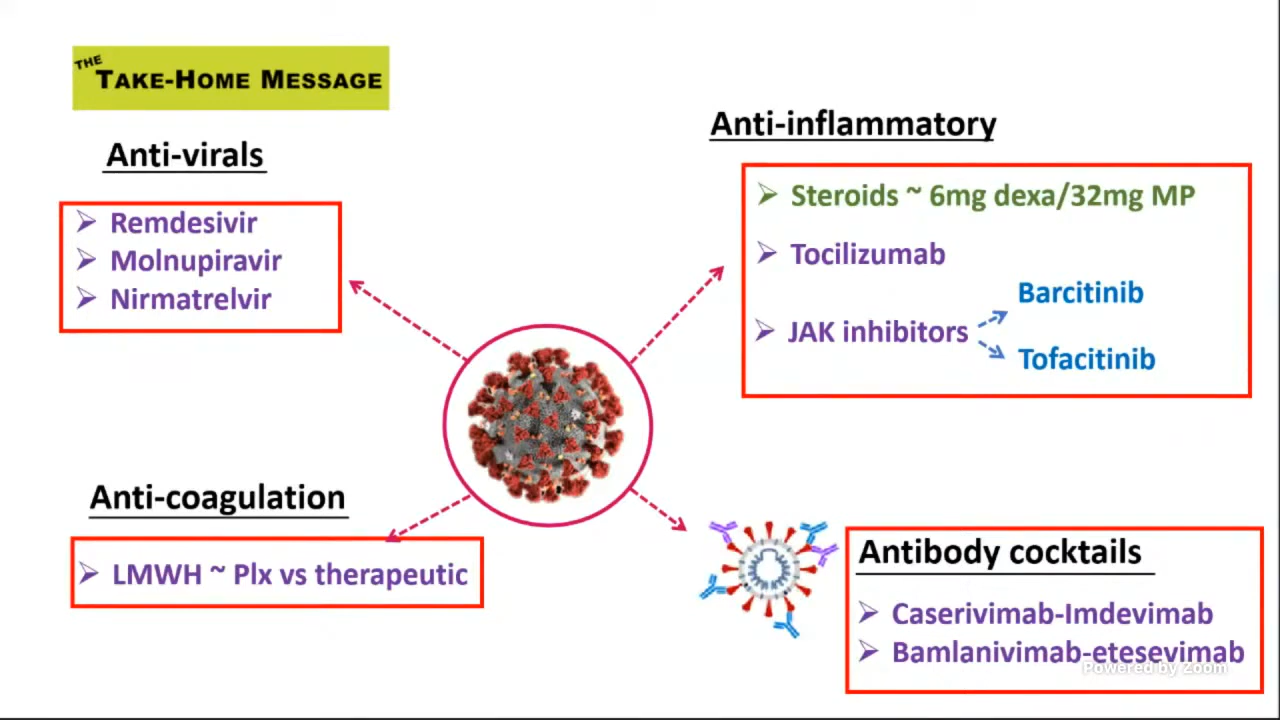 THE TAKE-HOME MESSAGE
Anti-virals
➢ Remdesivir
➢ Molnupiravir
➢ Nirmatrelvir
Anti-inflammatory
➢ Steroids ~ 6mg dexa/32mg MP
➢ Tocilizumab
➢ JAK inhibitors
Barcitinib
Tofacitinib
Anti-coagulation
➢ LMWH ~ Plx vs therapeutic
Antibody cocktails
➢ Caserivimab-Imdevimab
➢ Bamlanivimab-etesevimab
Powered by Zoom